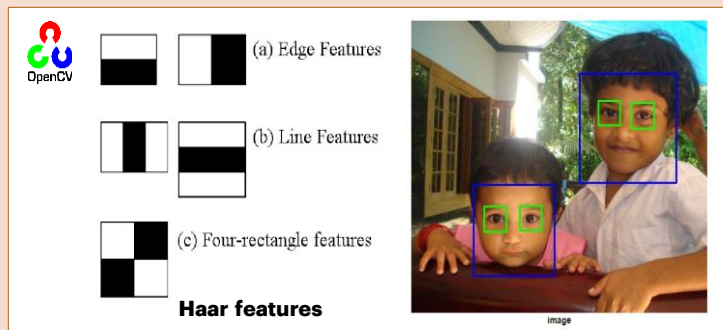 OpenCV
(a) Edge Features
(b) Line Features
(c) Four-rectangle features
Haar features
image